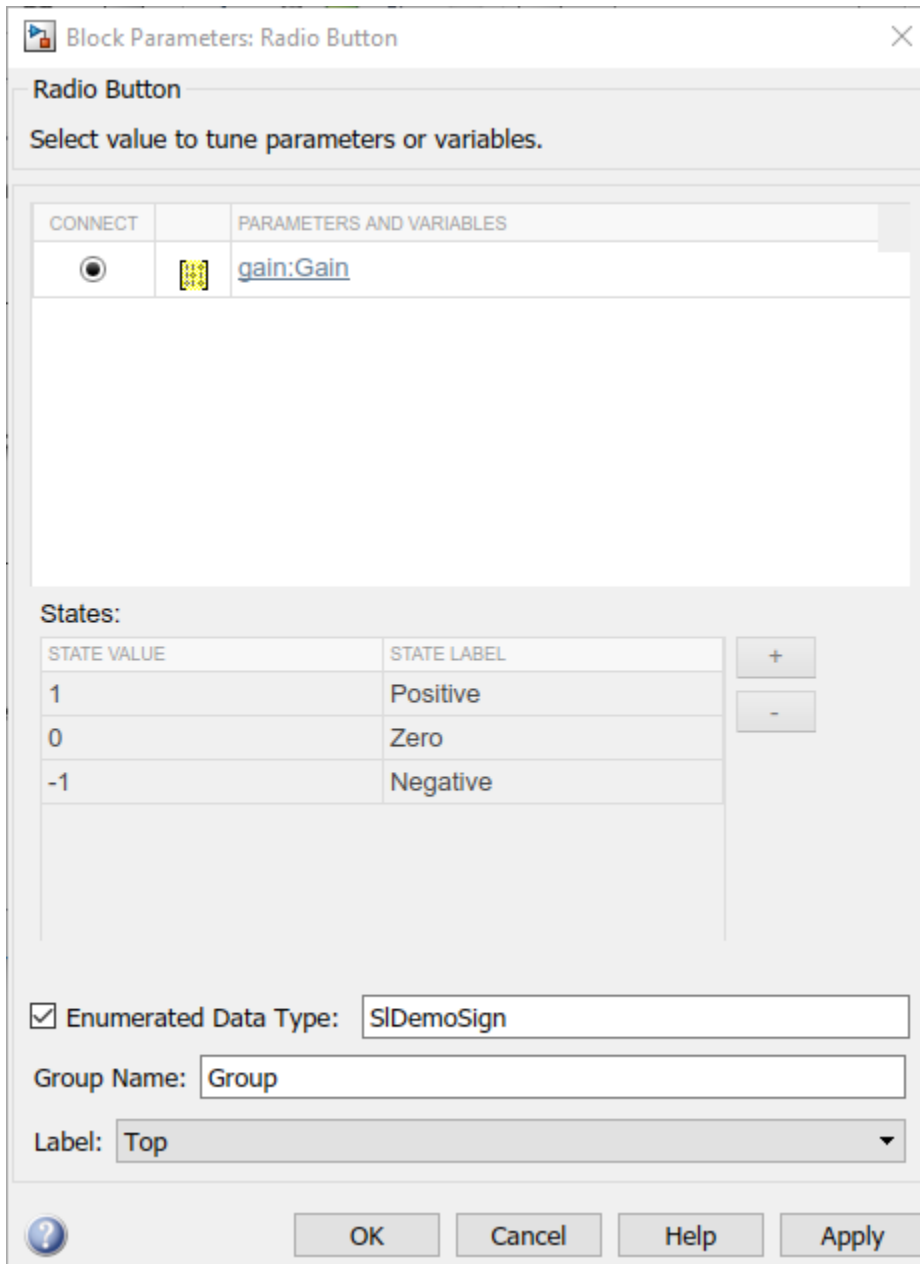 Block Parameters: Radio Button
Radio Button
Select value to tune parameters or variables.
CONNECT PARAMETERS AND VARIABLES
gain:Gain
States:
STATE VALUE STATE LABEL +
1 Positive
-
0 Zero
-1 Negative
Enumerated Data Type: SlDemoSign
Group Name: Group
Label: Top
? OK Cancel Help Apply